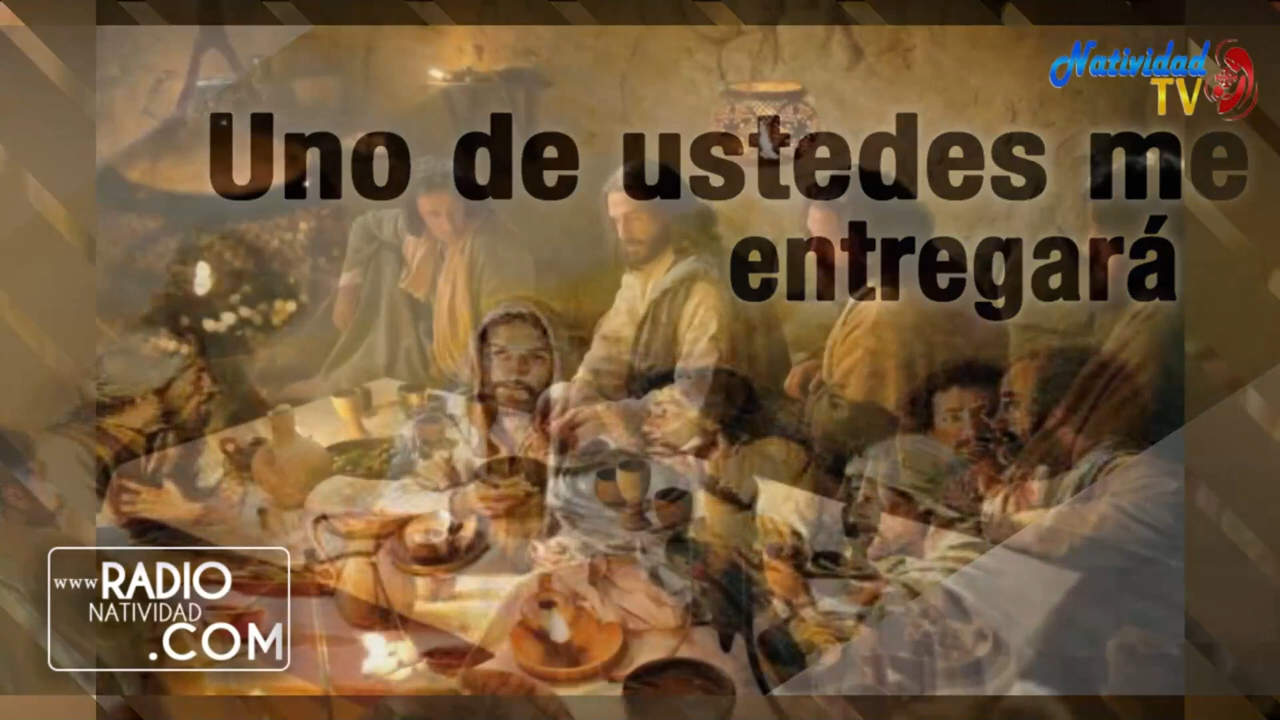 Natividad
TV
Uno de ustedes me
entregará
www RADIO
NATIVIDAD
.COM